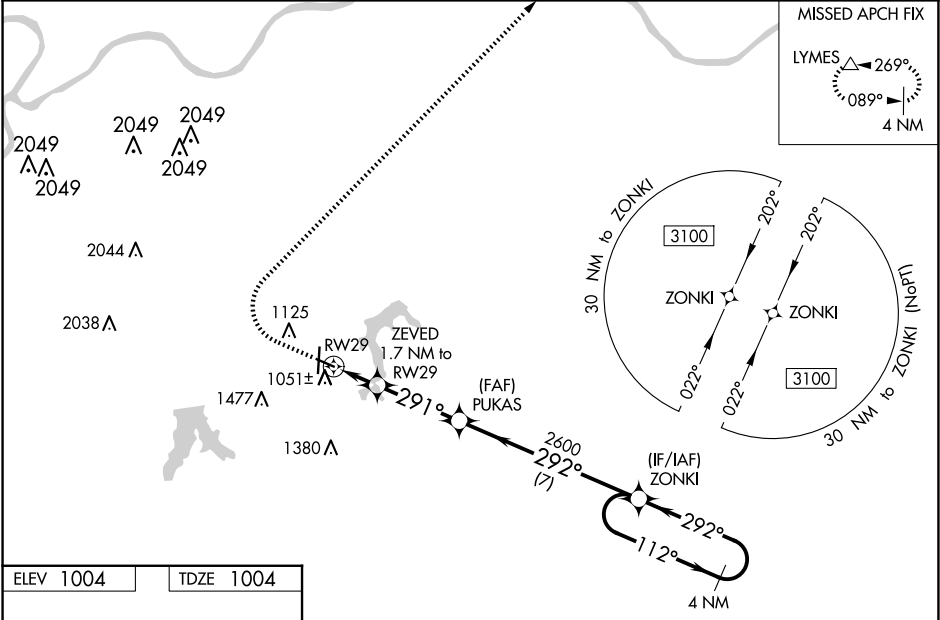 MISSED APCH FIX
LYMES
269°
089°
4 NM
2049
2049
2049
2049
2049
2044
2038
1125
RW29
1051±
1477
1380
ZEVED
1.7 NM to
RW29
291°
(FAF)
PUKAS
2600
292°
(7)
(IF/IAF)
ZONKI
292°
112°
4 NM
30 NM to ZONKI
3100
202°
ZONKI
022°
202°
ZONKI
022°
3100
30 NM to ZONKI (NoPT)
ELEV 1004
TDZE 1004